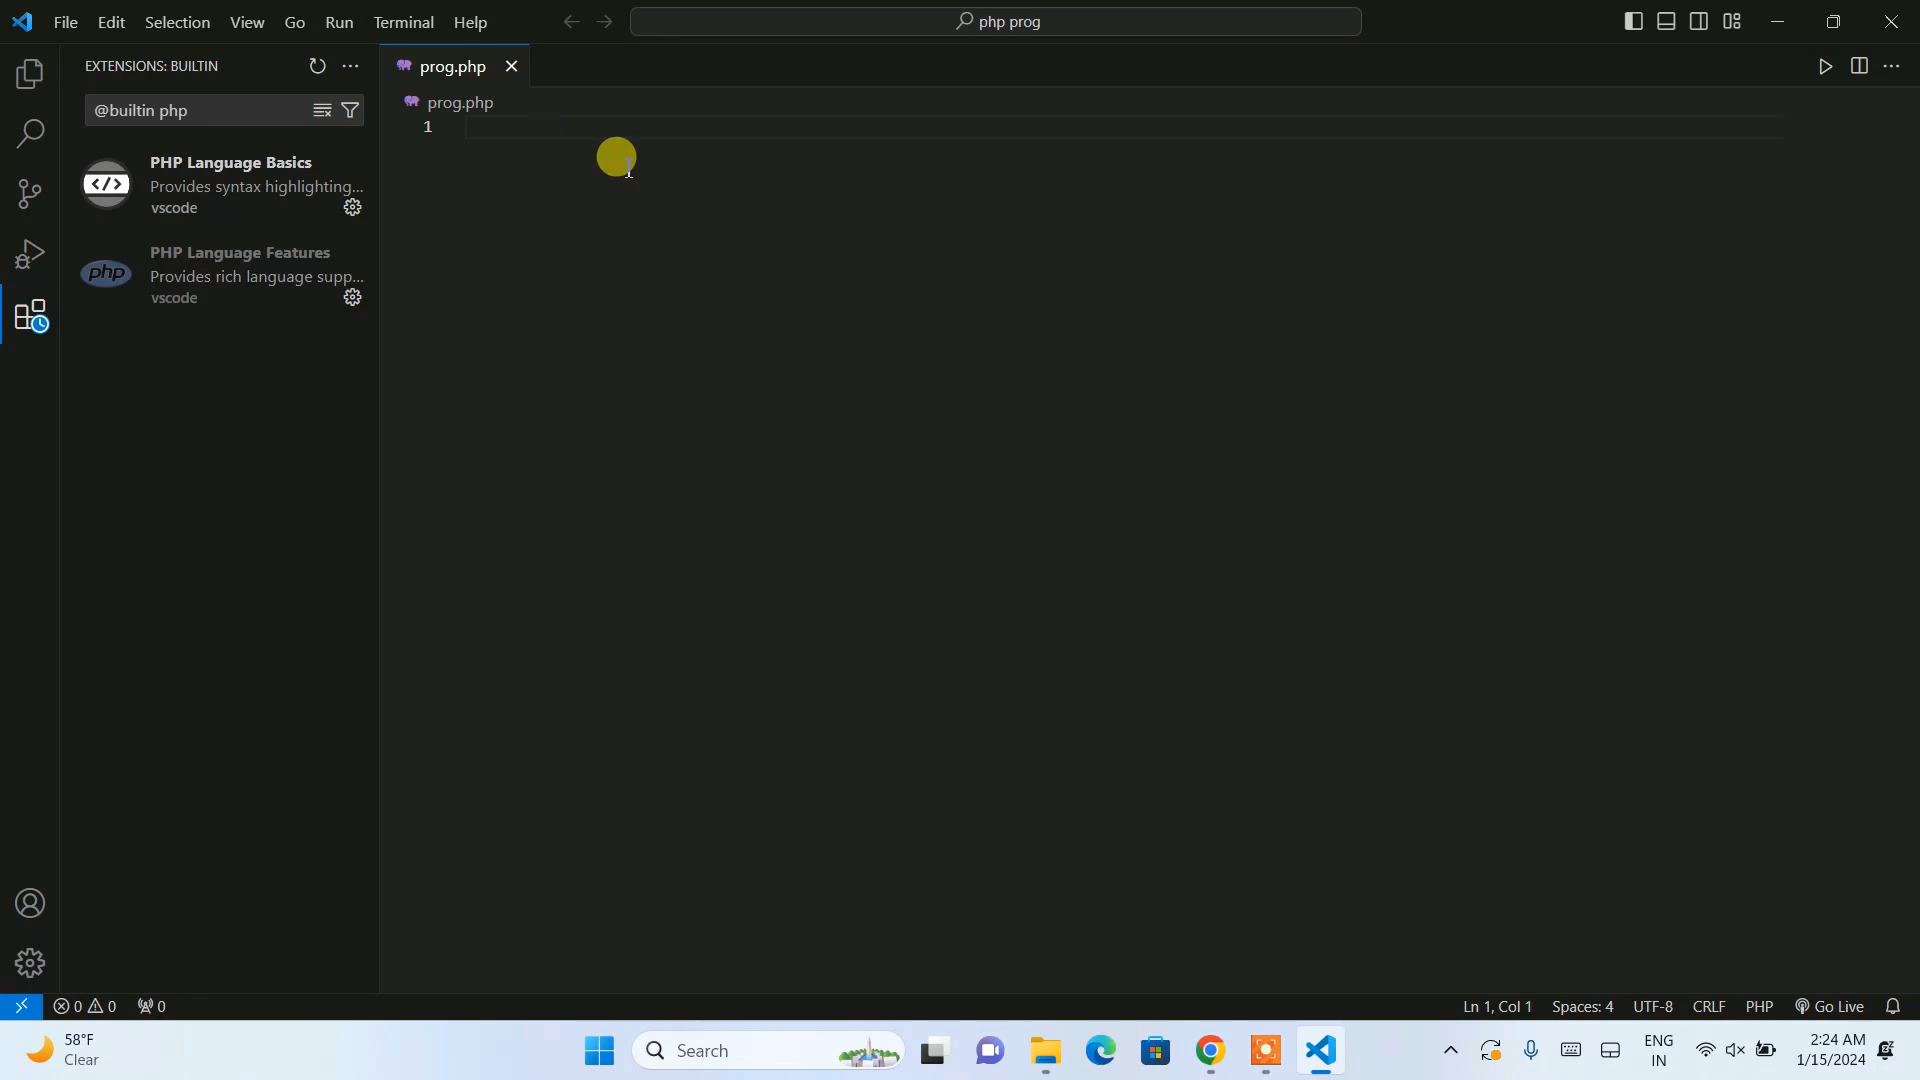 File Edit Selection View Go Run Terminal Help
php prog
EXTENSIONS: BUILTIN
@builtin php
PHP Language Basics
Provides syntax highlighting...
vscode
php
PHP Language Features
Provides rich language supp...
vscode
prog.php
prog.php
1
0 0 0
Ln 1, Col 1 Spaces: 4 UTF-8 CRLF PHP Go Live
58°F
Clear
Search
ENG
IN
2:24 AM
1/15/2024